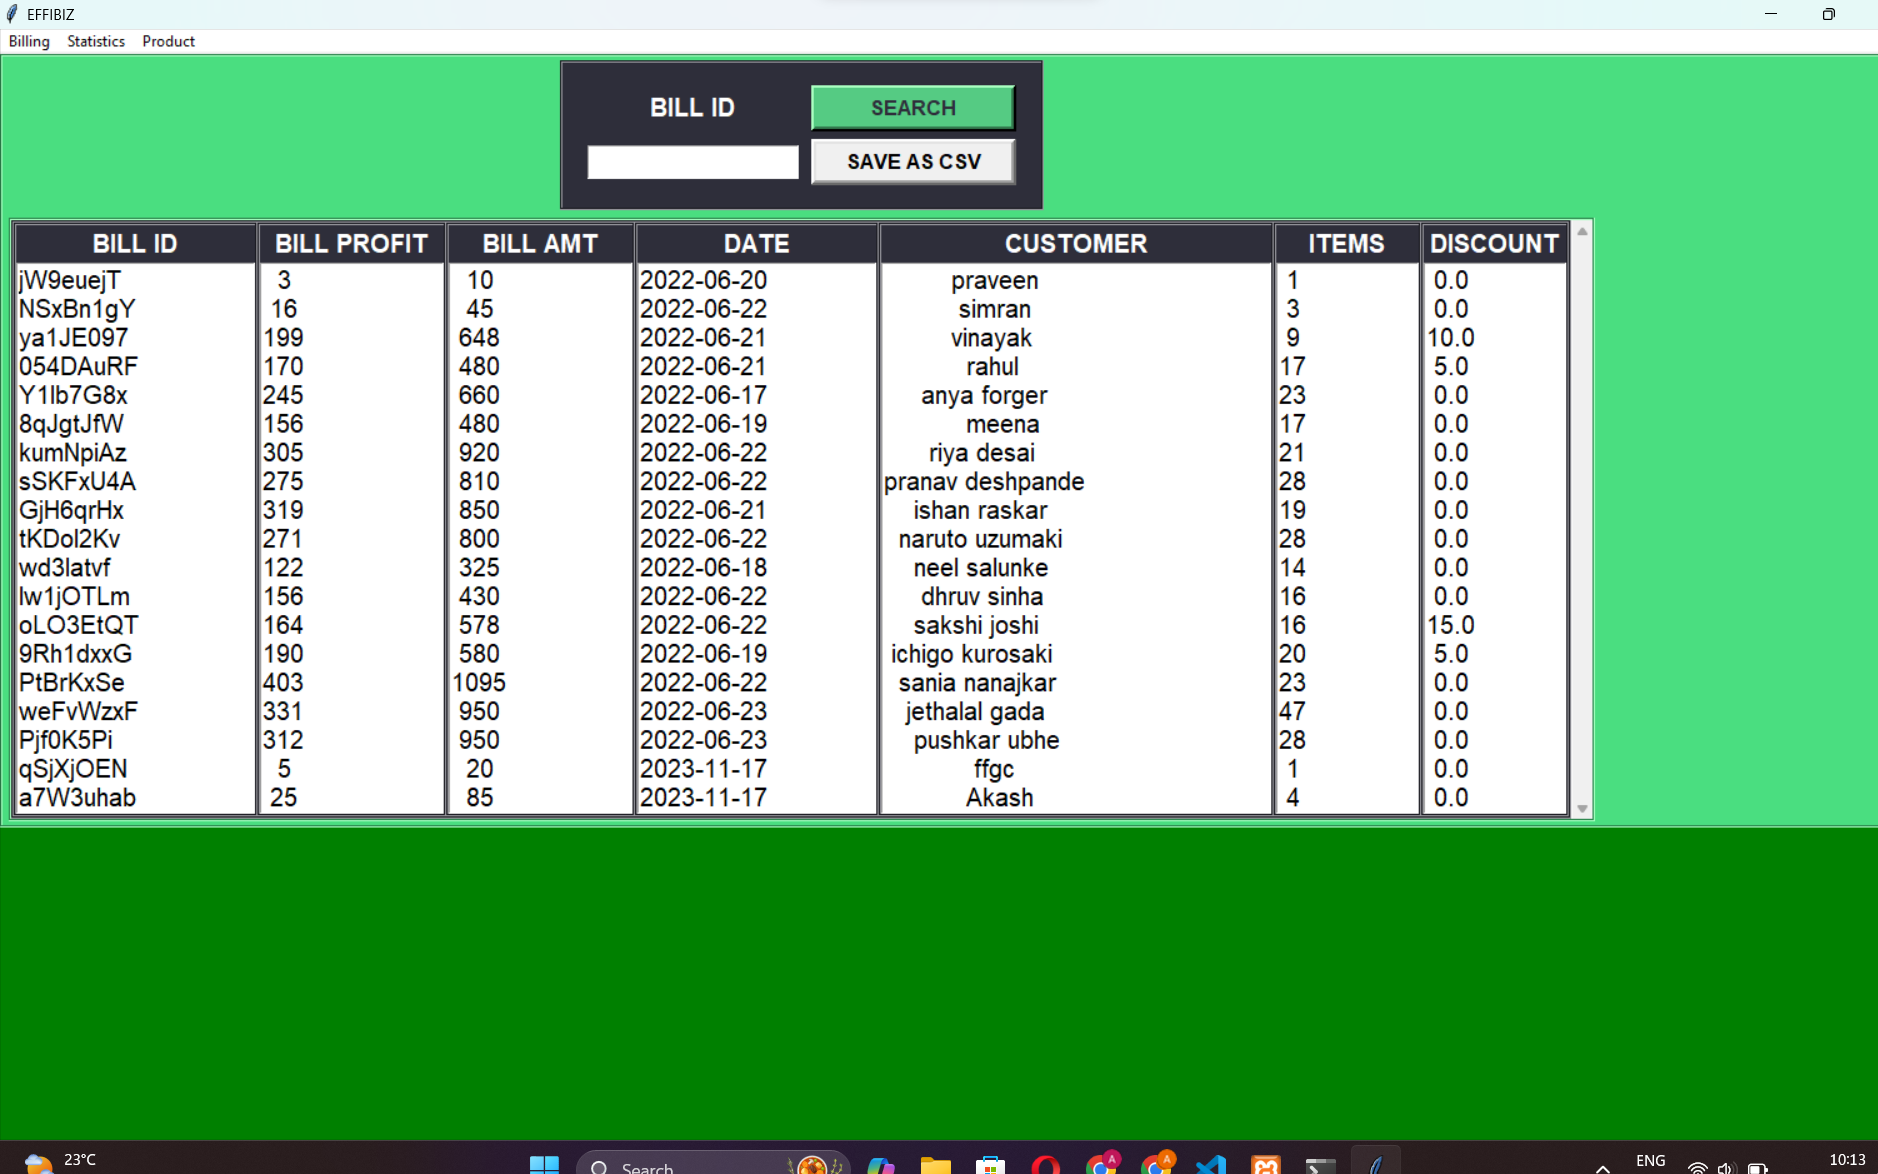 EFFIBIZ
Billing Statistics Product
BILL ID SEARCH
SAVE AS CSV
BILL ID BILL PROFIT BILL AMT DATE CUSTOMER ITEMS DISCOUNT
jW9euejT 3 10 2022-06-20 praveen 1 0.0
NSxBn1gY 16 45 2022-06-22 simran 3 0.0
ya1JE097 199 648 2022-06-21 vinayak 9 10.0
054DAuRF 170 480 2022-06-21 rahul 17 5.0
Y1lb7G8x 245 660 2022-06-17 anya forger 23 0.0
8qJgtJfW 156 480 2022-06-19 meena 17 0.0
kumNpiAz 305 920 2022-06-22 riya desai 21 0.0
sSKFxU4A 275 810 2022-06-22 pranav deshpande 28 0.0
GjH6qrHx 319 850 2022-06-21 ishan raskar 19 0.0
tKDol2Kv 271 800 2022-06-22 naruto uzumaki 28 0.0
wd3latvf 122 325 2022-06-18 neel salunke 14 0.0
lw1jOTLm 156 430 2022-06-22 dhruv sinha 16 0.0
oLO3EtQT 164 578 2022-06-22 sakshi joshi 16 15.0
9Rh1dxxG 190 580 2022-06-19 ichigo kurosaki 20 5.0
PtBrKxSe 403 1095 2022-06-22 sania nanajkar 23 0.0
weFvWzxF 331 950 2022-06-23 jethalal gada 47 0.0
Pjf0K5Pi 312 950 2022-06-23 pushkar ubhe 28 0.0
qSjXjOEN 5 20 2023-11-17 ffgc 1 0.0
a7W3uhab 25 85 2023-11-17 Akash 4 0.0
23°C Search A A ENG 10:13